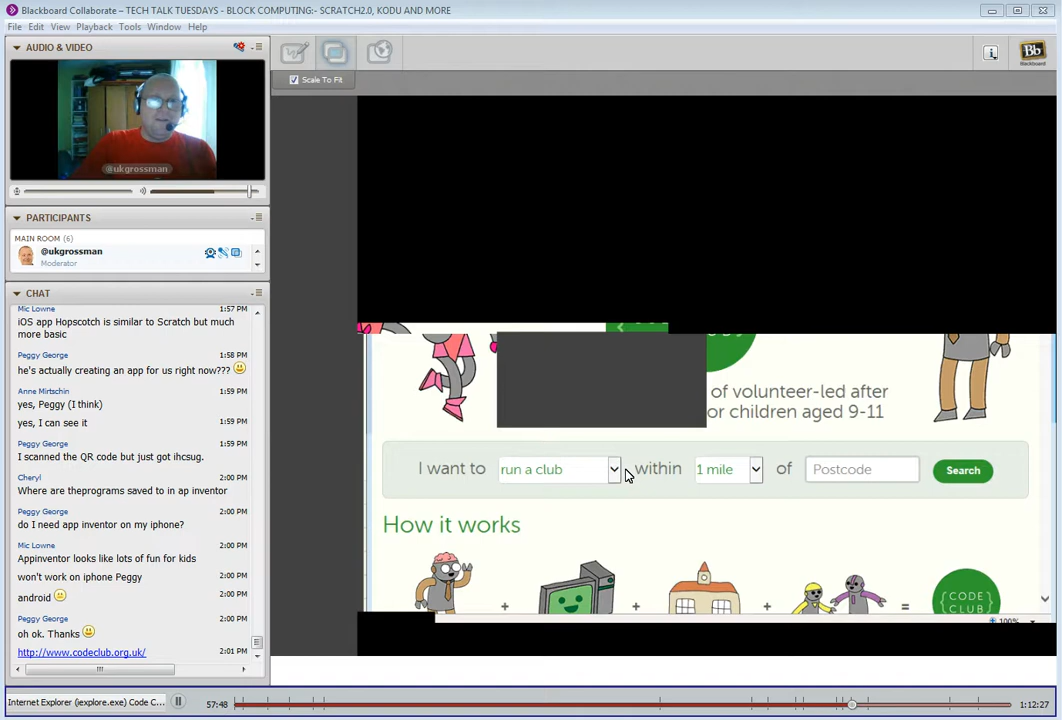 Blackboard Collaborate – TECH TALK TUESDAYS - BLOCK COMPUTING:- SCRATCH2.0, KODU AND MORE
File Edit View Playback Tools Window Help
AUDIO & VIDEO
@ukgrossman
PARTICIPANTS
MAIN ROOM (6)
@ukgrossman
Moderator
CHAT
Mic Lowne 1:57 PM
iOS app Hopscotch is similar to Scratch but much
more basic
Peggy George 1:58 PM
he's actually creating an app for us right now???
Anne Mirtschin 1:59 PM
yes, Peggy (I think)
yes, I can see it 1:59 PM
Peggy George 1:59 PM
I scanned the QR code but just got ihcsug.
Cheryl 1:59 PM
Where are theprograms saved to in ap inventor
Peggy George 2:00 PM
do I need app inventor on my iphone?
Mic Lowne 2:00 PM
Appinventor looks like lots of fun for kids
won't work on iphone Peggy 2:00 PM
android 2:00 PM
Peggy George 2:00 PM
oh ok. Thanks
http://www.codeclub.org.uk/ 2:01 PM
Scale To Fit
Bb
Blackboard
of volunteer-led after
or children aged 9-11
I want to run a club within 1 mile of Postcode Search
How it works
+ + + =
CODE
CLUB
100%
Internet Explorer (iexplore.exe) Code C... 57:48 1:12:27